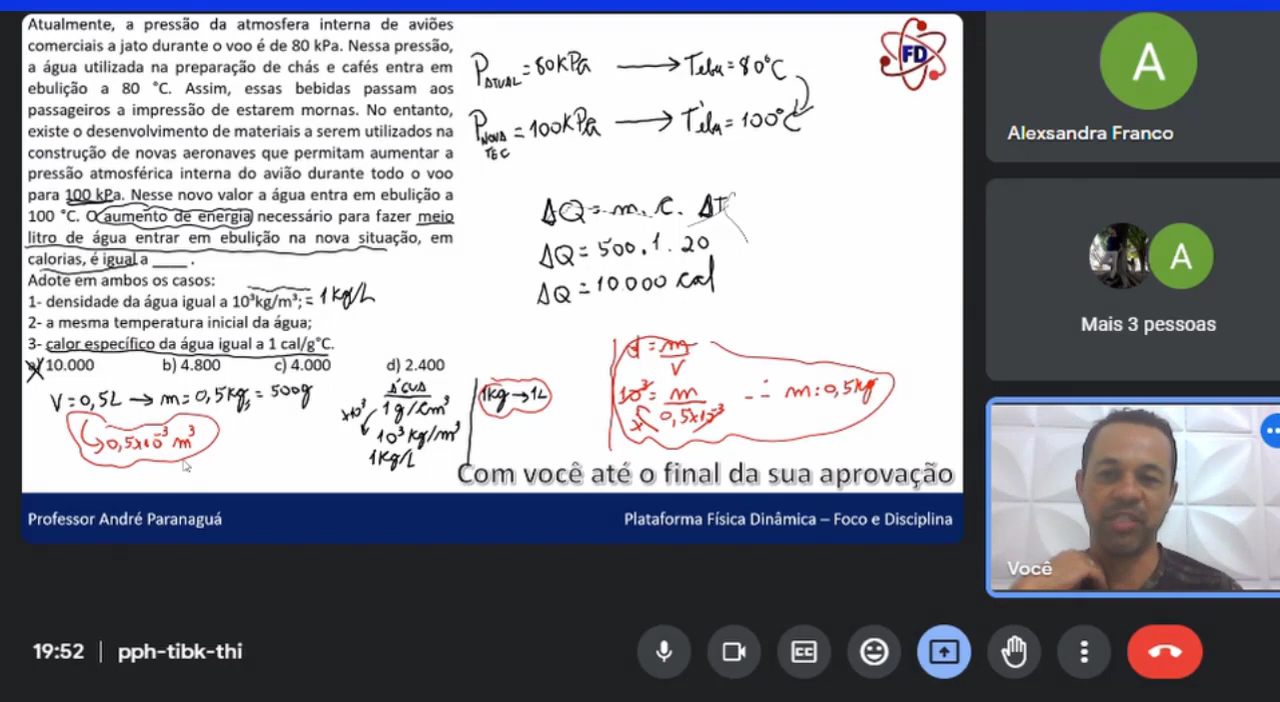 Atualmente, a pressão da atmosfera interna de aviões
comerciais a jato durante o voo é de 80 kPa. Nessa pressão,
a água utilizada na preparação de chás e cafés entra em
ebulição a 80 °C. Assim, essas bebidas passam aos
passageiros a impressão de estarem mornas. No entanto,
existe o desenvolvimento de materiais a serem utilizados na
construção de novas aeronaves que permitam aumentar a
pressão atmosférica interna do avião durante todo o voo
para 100 kPa. Nesse novo valor a água entra em ebulição a
100 °C. O aumento de energia necessário para fazer meio
litro de água entrar em ebulição na nova situação, em
calorias, é igual a ____ .
Adote em ambos os casos:
1- densidade da água igual a 10³kg/m³; = 1 kg/L
2- a mesma temperatura inicial da água;
3- calor específico da água igual a 1 cal/g°C.
a) 10.000 b) 4.800 c) 4.000 d) 2.400
V = 0,5L → m = 0,5kg = 500g
0,5x10⁻³ m³
ÁGUA
1 g/cm³
x10³
10³ kg/m³
1kg/L
1kg → 1L
P ATUAL = 80kPa → Tebu = 80°C
P NOVA TEC = 100kPa → T'ebu = 100°C
ΔQ = m. c. ΔT
ΔQ = 500. 1. 20
ΔQ = 10.000 cal
d = m/V
10³ = m/0,5x10⁻³ ∴ m = 0,5kg
FD
Com você até o final da sua aprovação
Professor André Paranaguá
Plataforma Física Dinâmica – Foco e Disciplina
A
Alexsandra Franco
A
Mais 3 pessoas
Você
19:52 | pph-tibk-thi
CC